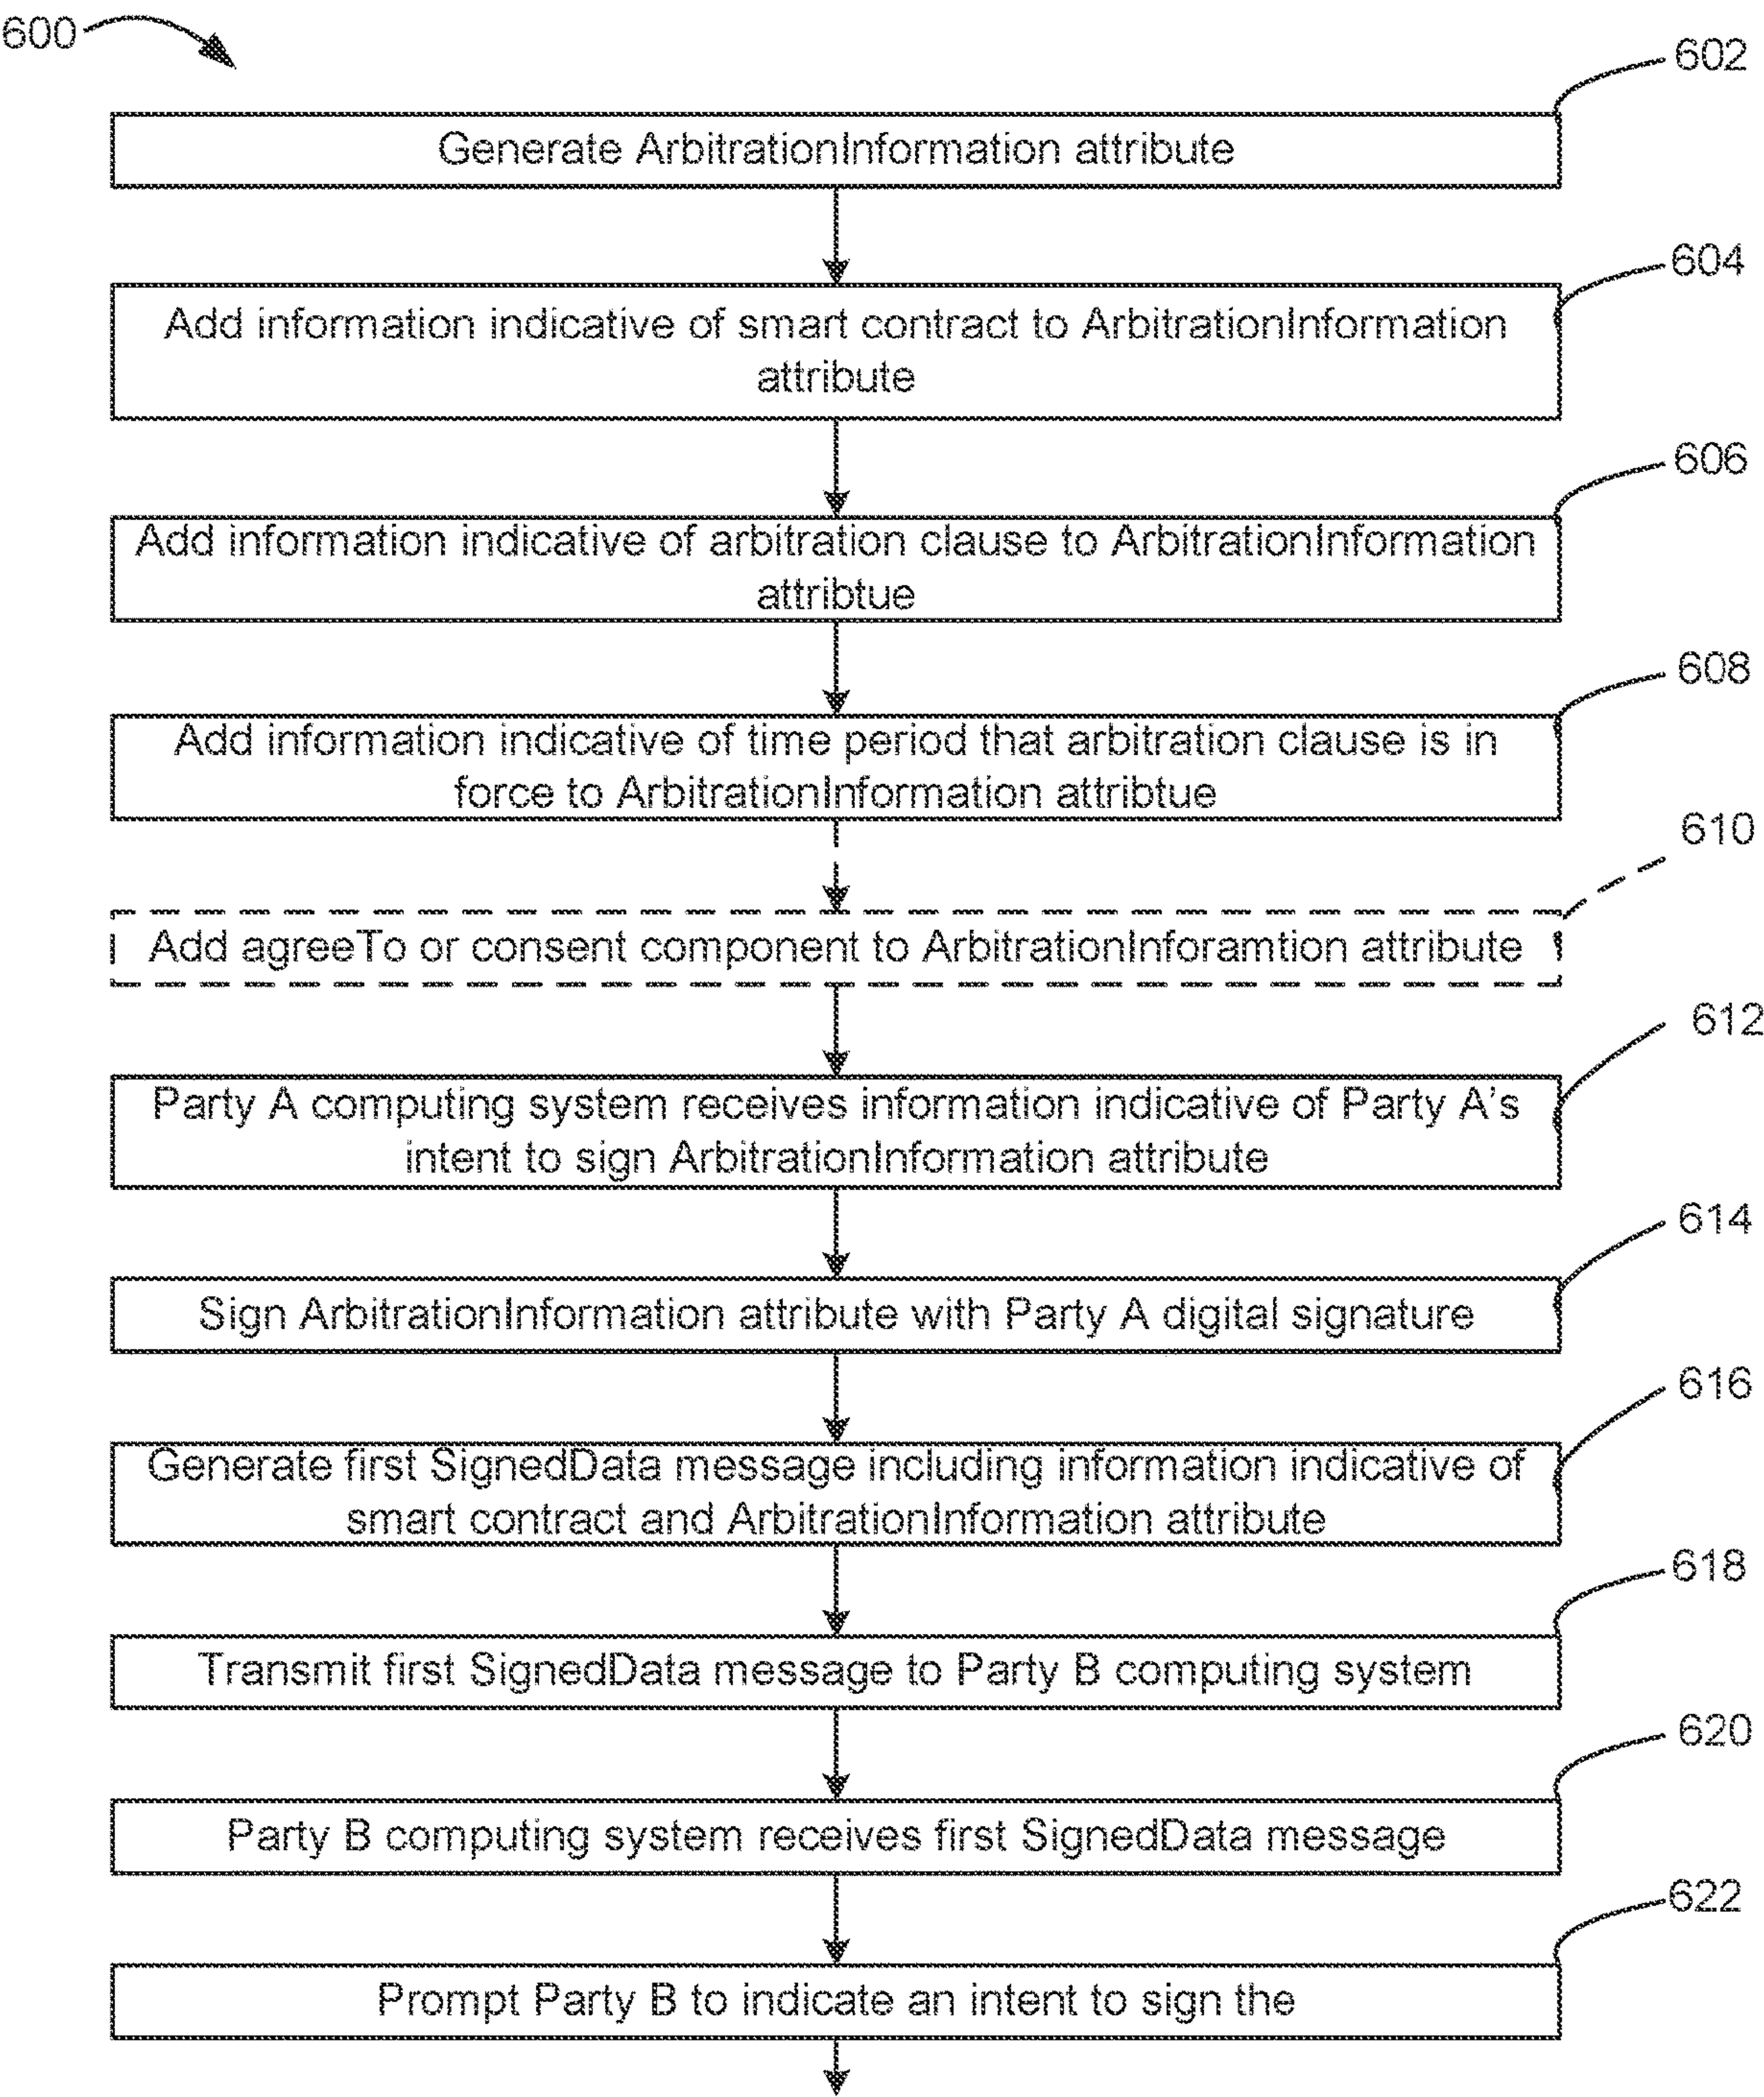 600
602
Generate ArbitrationInformation attribute
604
Add information indicative of smart contract to ArbitrationInformation
attribute
606
Add information indicative of arbitration clause to ArbitrationInformation
attribtue
608
Add information indicative of time period that arbitration clause is in
force to ArbitrationInformation attribtue
610
Add agreeTo or consent component to ArbitrationInforamtion attribute
612
Party A computing system receives information indicative of Party A's
intent to sign ArbitrationInformation attribute
614
Sign ArbitrationInformation attribute with Party A digital signature
616
Generate first SignedData message including information indicative of
smart contract and ArbitrationInformation attribute
618
Transmit first SignedData message to Party B computing system
620
Party B computing system receives first SignedData message
622
Prompt Party B to indicate an intent to sign the